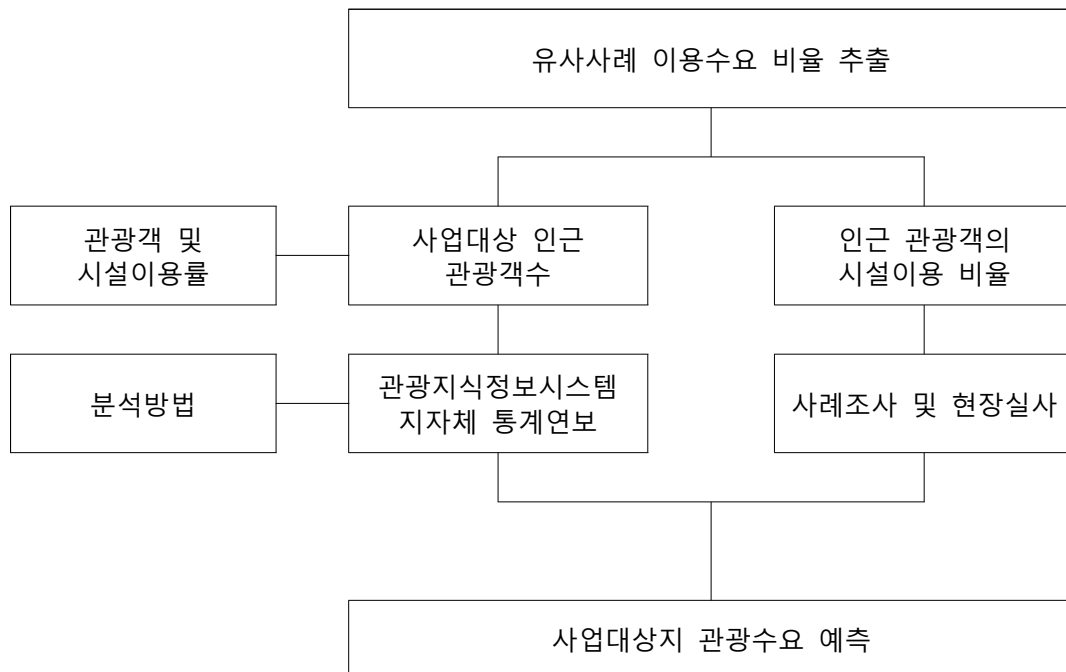 유사사례 이용수요 비율 추출
관광객 및
시설이용률
사업대상 인근
관광객수
인근 관광객의
시설이용 비율
분석방법
관광지식정보시스템
지자체 통계연보
사례조사 및 현장실사
사업대상지 관광수요 예측